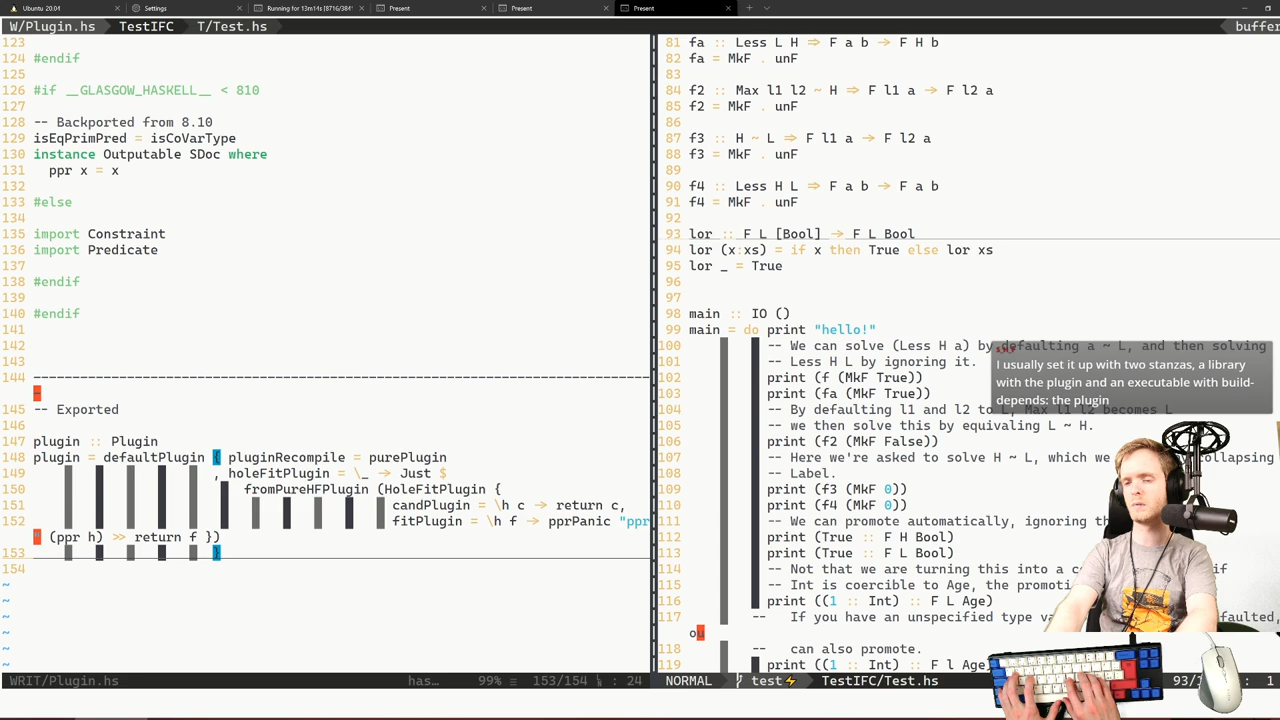 Ubuntu 20.04
Settings
Running for 13m14s [8716/384
Present
Present
Present
W/Plugin.hs TestIFC T/Test.hs
buffer
123
124 #endif
125
126 #if __GLASGOW_HASKELL__ < 810
127
128 -- Backported from 8.10
129 isEqPrimPred = isCoVarType
130 instance Outputable SDoc where
131 ppr x = x
132
133 #else
134
135 import Constraint
136 import Predicate
137
138 #endif
139
140 #endif
141
142
143
144 --------------------------------------------------------------------------------
145 -- Exported
146
147 plugin :: Plugin
148 plugin = defaultPlugin { pluginRecompile = purePlugin
149 , holeFitPlugin = \_ → Just $
150 fromPureHFPlugin (HoleFitPlugin {
151 candPlugin = \h c → return c,
152 fitPlugin = \h f → pprPanic "ppr
" (ppr h) >> return f })
153 }
154
~
~
~
~
~
~
WRIT/Plugin.hs has… 99% ≡ 153/154 : 24
81 fa :: Less L H ⇒ F a b → F H b
82 fa = MkF . unF
83
84 f2 :: Max l1 l2 ~ H ⇒ F l1 a → F l2 a
85 f2 = MkF . unF
86
87 f3 :: H ~ L ⇒ F l1 a → F l2 a
88 f3 = MkF . unF
89
90 f4 :: Less H L ⇒ F a b → F a b
91 f4 = MkF . unF
92
93 lor :: F L [Bool] → F L Bool
94 lor (x:xs) = if x then True else lor xs
95 lor _ = True
96
97
98 main :: IO ()
99 main = do print "hello!"
100 -- We can solve (Less H a) by defaulting a ~ L, and then solving
101 -- Less H L by ignoring it.
102 print (f (MkF True))
103 print (fa (MkF True))
104 -- By defaulting l1 and l2 to L, Max l1 l2 becomes L
105 -- we then solve this by equivaling L ~ H.
106 print (f2 (MkF False))
107 -- Here we're asked to solve H ~ L, which we collapsing
108 -- Label.
109 print (f3 (MkF 0))
110 print (f4 (MkF 0))
111 -- We can promote automatically, ignoring th
112 print (True :: F H Bool)
113 print (True :: F L Bool)
114 -- Not that we are turning this into a c if
115 -- Int is coercible to Age, the promoti
116 print ((1 :: Int) :: F L Age)
117 -- If you have an unspecified type va faulted,
ou
118 -- can also promote.
119 print ((1 :: Int) :: F l Age)
NORMAL test TestIFC/Test.hs 93/ : 1
I usually set it up with two stanzas, a library
with the plugin and an executable with build-
depends: the plugin